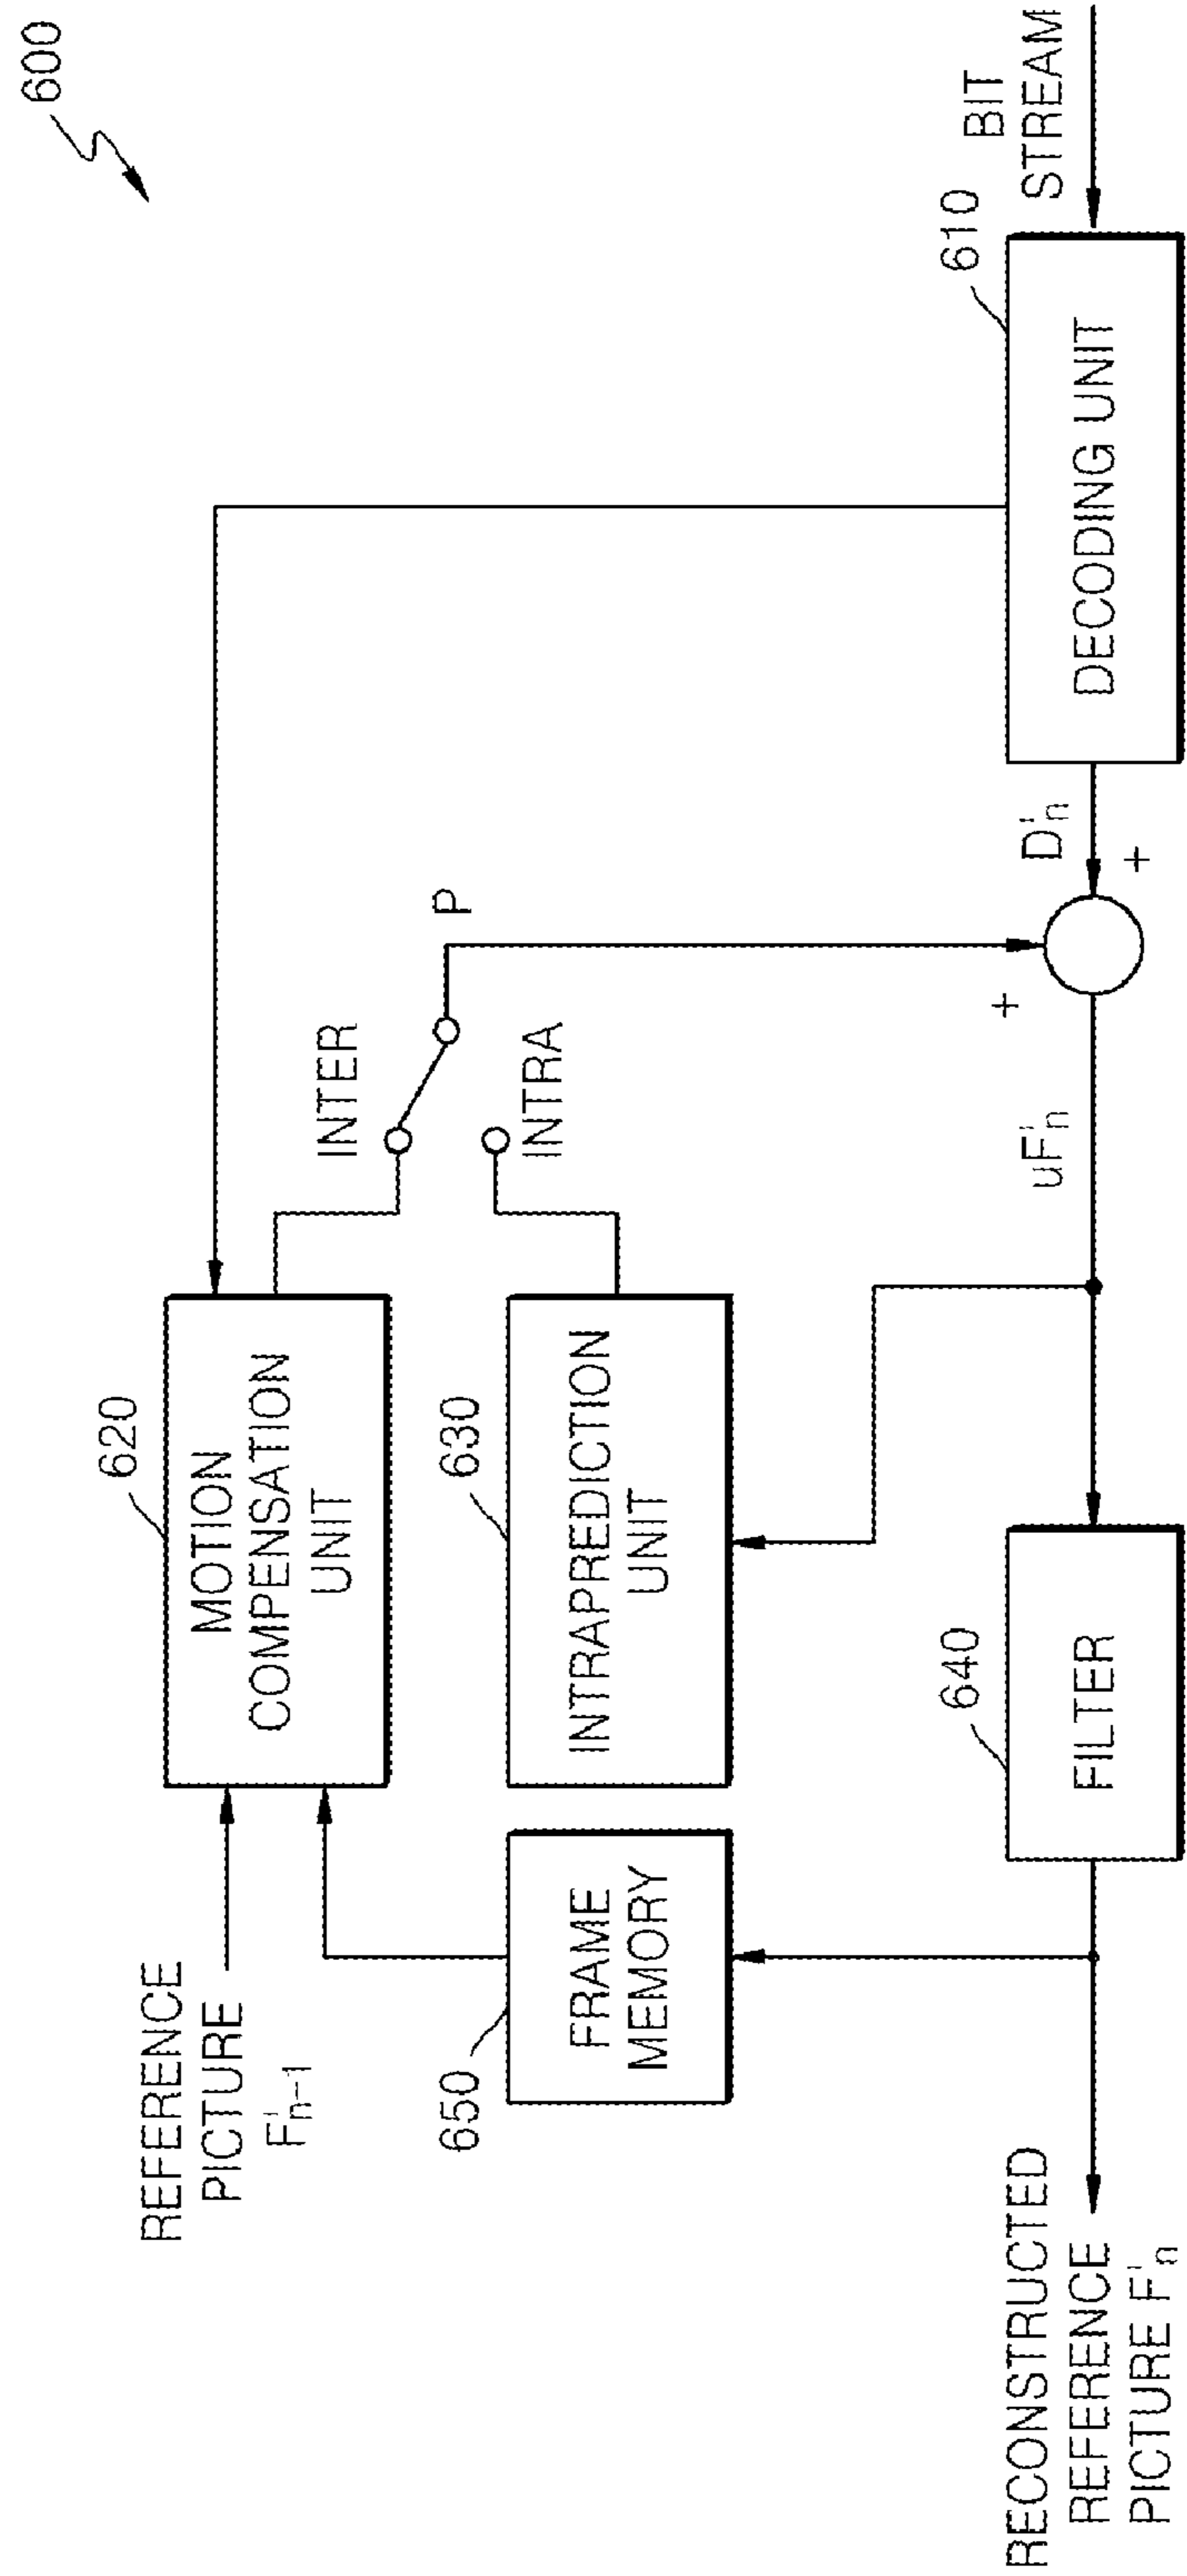 600
REFERENCE
PICTURE
F'n-1
620
MOTION
COMPENSATION
UNIT
INTER
P
INTRA
650
FRAME
MEMORY
630
INTRAPREDICTION
UNIT
RECONSTRUCTED
REFERENCE
PICTURE F'n
640
FILTER
uF'n
+
D'n
+
610
DECODING UNIT
BIT
STREAM